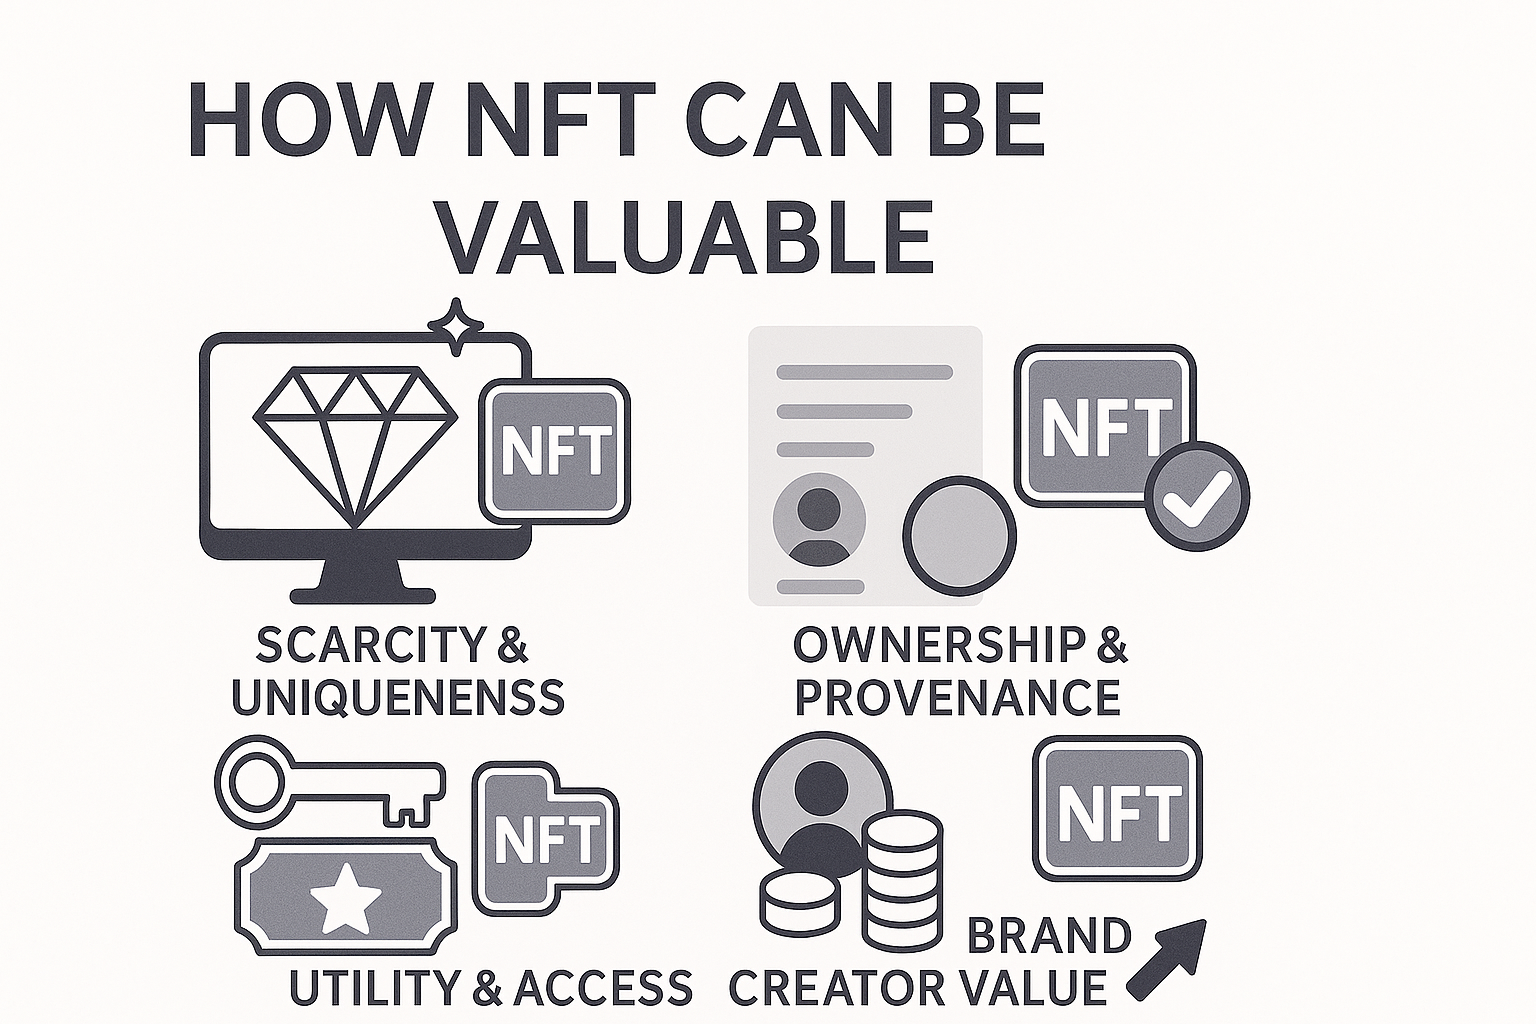 HOW NFT CAN BE
VALUABLE
NFT
NFT
SCARCITY &
UNIQUENENSS
OWNERSHIP &
PROVENANCE
NFT
NFT
UTILITY & ACCESS
BRAND
CREATOR VALUE